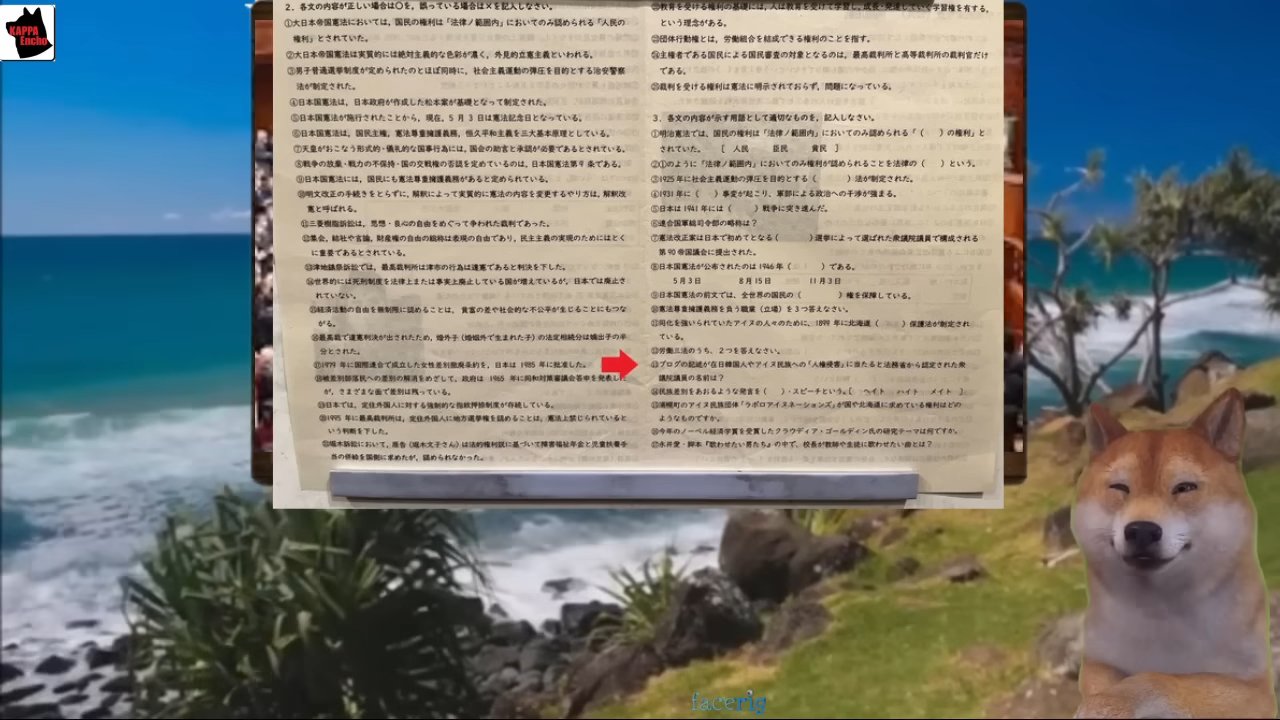 KAPPA
Encho
2．各文の内容が正しい場合は〇を，誤っている場合は×を記入しなさい。
①大日本帝国憲法においては，国民の権利は「法律ノ範囲内」においてのみ認められる「人民の
権利」とされていた。
②大日本帝国憲法は実質的には絶対主義的な色彩が濃く，外見的立憲主義といわれる。
③男子普通選挙制度が定められたのとほぼ同時に，社会主義運動の弾圧を目的とする治安警察
法が制定された。
④日本国憲法は，日本政府が作成した松本案が基礎となって制定された。
⑤日本国憲法が施行されたことから，現在，5月3日は憲法記念日となっている。
⑥日本国憲法は，国民主権，憲法尊重擁護義務，恒久平和主義を三大基本原理としている。
⑦天皇がおこなう形式的・儀礼的な国事行為には，国会の助言と承認が必要であるとされている。
⑧戦争の放棄・戦力の不保持・国の交戦権の否認を定めているのは，日本国憲法第9条である。
⑨日本国憲法には，国民にも憲法尊重擁護義務があると定められている。
⑩明文改正の手続きをとらずに，解釈によって実質的に憲法の内容を変更するやり方は，解釈改
憲と呼ばれる。
⑪三菱樹脂訴訟は，思想・良心の自由をめぐって争われた裁判であった。
⑫集会，結社や言論，財産権の自由の総称は表現の自由であり，民主主義の実現のためにはとく
に重要であるとされている。
⑬津地鎮祭訴訟では，最高裁判所は津市の行為は違憲であると判決を下した。
⑭世界的には死刑制度を法律上または事実上廃止している国が増えているが，日本では廃止さ
れていない。
⑮経済活動の自由を無制限に認めることは，貧富の差や社会的な不公平が生じることにもつな
がる。
⑯最高裁で違憲判決が出されたため，婚外子（婚姻外で生まれた子）の法定相続分は嫡出子の半
分とされた。
⑰1979年に国際連合で成立した女性差別撤廃条約を，日本は1985年に批准した。
⑱被差別部落民への差別の解消をめざして，政府は1965年に同和対策審議会答申を発表した
が，さまざまな面で差別は残っている。
⑲日本では，定住外国人に対する強制的な指紋押捺制度が存続している。
⑳1995年に最高裁判所は，定住外国人に地方選挙権を認めることは，憲法上禁じられていると
いう判断を下した。
㉑堀木訴訟において，原告（堀木文子さん）は法的権利説に基づいて障害福祉年金と児童扶養手
当の併給を国側に求めたが，認められなかった。
㉒教育を受ける権利の基礎には，人は教育を受けて学習し，成長・発達していく学習権を有する，
という理念がある。
㉓団体行動権とは，労働組合を結成できる権利のことを指す。
㉔主権者である国民による国民審査の対象となるのは，最高裁判所と高等裁判所の裁判官だけ
である。
㉕裁判を受ける権利は憲法に明示されておらず，問題になっている。
3．各文の内容が示す用語として適切なものを，記入しなさい。
①明治憲法では，国民の権利は「法律ノ範囲内」においてのみ認められる「（　）の権利」と
されていた。　［ 人民　臣民　貴民 ］
②①のように「法律ノ範囲内」においてのみ権利が認められることを法律の（　）という。
③1925年に社会主義運動の弾圧を目的とする（　）法が制定された。
④1931年に（　）事変が起こり，軍部による政治への干渉が強まる。
⑤日本は1941年には（　）戦争に突き進んだ。
⑥連合国軍総司令部の略称は？
⑦憲法改正案は日本で初めてとなる（　）選挙によって選ばれた衆議院議員で構成される
第90帝国議会に提出された。
⑧日本国憲法が公布されたのは1946年（　）である。
5月3日　8月15日　11月3日
⑨日本国憲法の前文では，全世界の国民の（　）権を保障している。
⑩憲法尊重擁護義務を負う職業（立場）を3つ答えなさい。
⑪同化を強いられていたアイヌの人々のために，1899年に北海道（　）保護法が制定され
ている。
⑫労働三法のうち，2つを答えなさい。
⑬ブログの記述が在日韓国人やアイヌ民族への「人権侵害」に当たると法務省から認定された衆
議院議員の名前は？
⑭民族差別をあおるような発言を（　）・スピーチという。［ ヘイト　ハイト　メイト ］
⑮浦幌町のアイヌ民族団体「ラポロアイヌネーションズ」が国や北海道に求めている権利はどの
ようなものですか。
⑯今年のノーベル経済学賞を受賞したクラウディア・ゴールディン氏の研究テーマは何ですか。
⑰永井愛・脚本『歌わせたい男たち』の中で，校長が教師や生徒に歌わせたい曲とは？
facerig